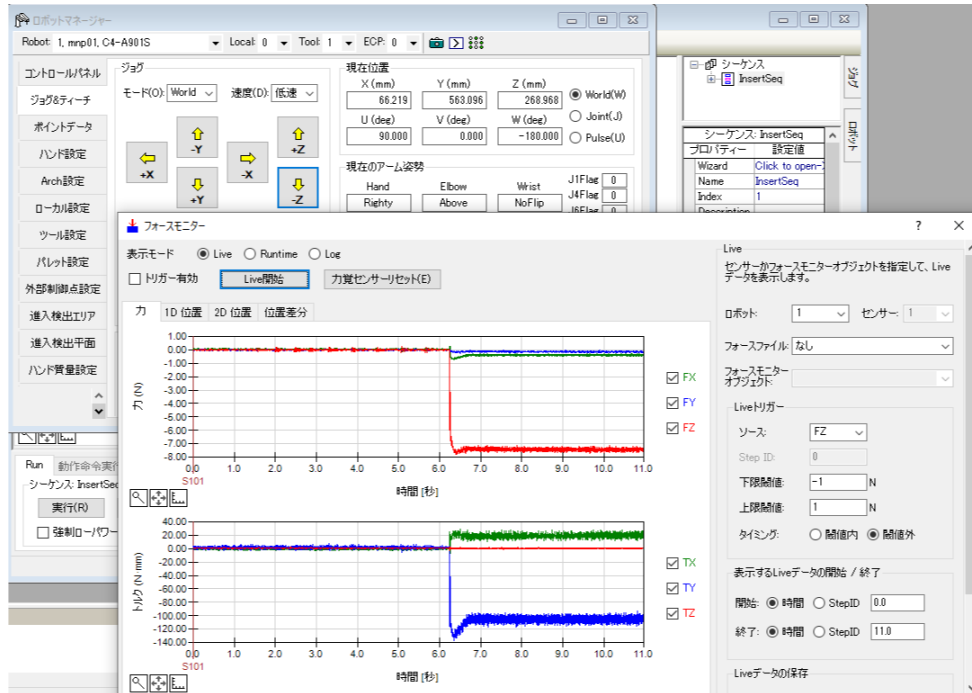 ロボットマネージャー
Robot: 1, mnp01, C4-A901S Local: 0 Tool: 1 ECP: 0
コントロールパネル
ジョグ&ティーチ
ポイントデータ
ハンド設定
Arch設定
ローカル設定
ツール設定
パレット設定
外部制御点設定
進入検出エリア
進入検出平面
ハンド質量設定
ジョグ
モード(O): World 速度(D): 低速
-Y
+Z
+X
-X
+Y
-Z
現在位置
X (mm) Y (mm) Z (mm)
66.219 563.096 268.968
U (deg) V (deg) W (deg)
90.000 0.000 -180.000
World(W)
Joint(J)
Pulse(U)
現在のアーム姿勢
Hand Elbow Wrist
Righty Above NoFlip
J1Flag 0
J4Flag 0
J6Flag 0
シーケンス
InsertSeq
ジョグ
ロボット
シーケンス: InsertSeq
プロパティー 設定値
Wizard Click to open
Name InsertSeq
Index 1
Description
Run 動作命令実行
シーケンス: InsertSeq
実行(R)
強制ローパワー
フォースモニター
? ×
表示モード Live Runtime Log
トリガー有効 Live開始 力覚センサーリセット(E)
力 1D 位置 2D 位置 位置差分
力 (N)
1.00
0.00
-1.00
-2.00
-3.00
-4.00
-5.00
-6.00
-7.00
-8.00
0.0 1.0 2.0 3.0 4.0 5.0 6.0 7.0 8.0 9.0 10.0 11.0
S101
時間 [秒]
FX
FY
FZ
トルク (N mm)
40.00
20.00
0.00
-20.00
-40.00
-60.00
-80.00
-100.00
-120.00
-140.00
0.0 1.0 2.0 3.0 4.0 5.0 6.0 7.0 8.0 9.0 10.0 11.0
S101
時間 [秒]
TX
TY
TZ
Live
センサーかフォースモニターオブジェクトを指定して、Live
データを表示します。
ロボット: 1 センサー: 1
フォースファイル: なし
フォースモニター
オブジェクト:
Liveトリガー
ソース: FZ
Step ID: 0
下限閾値: -1 N
上限閾値: 1 N
タイミング: 閾値内 閾値外
表示するLiveデータの開始 / 終了
開始: 時間 StepID 0.0
終了: 時間 StepID 11.0
Liveデータの保存